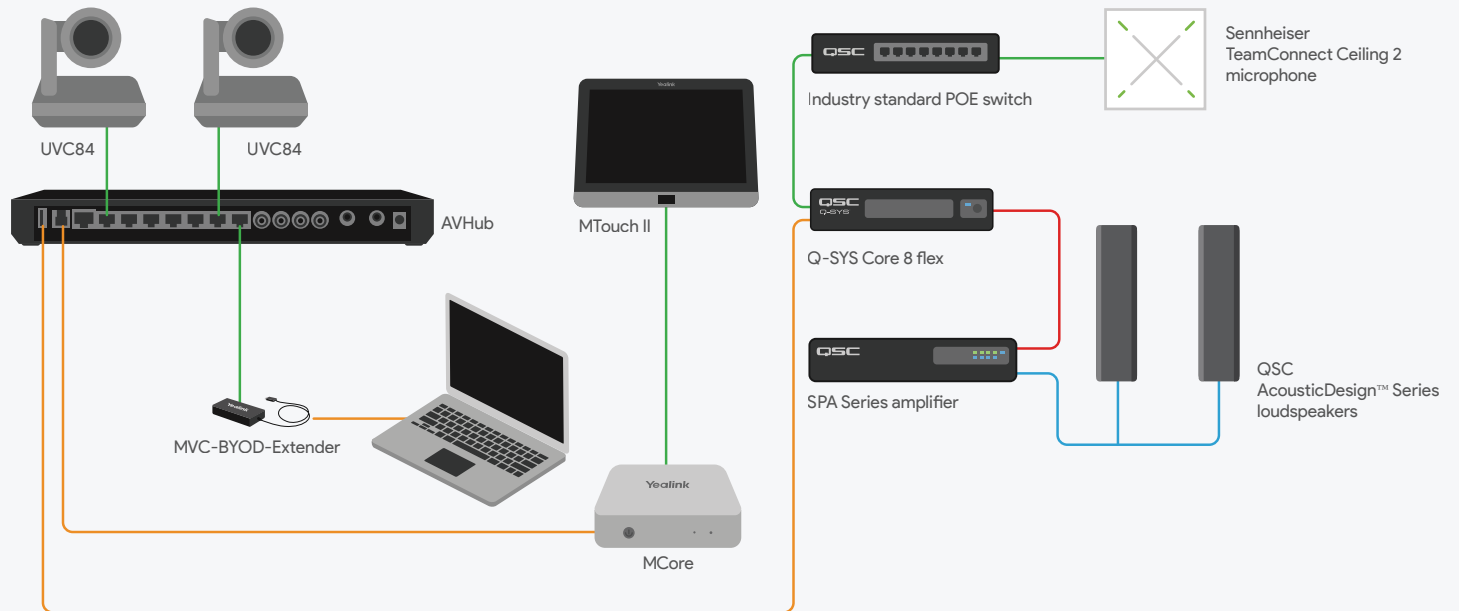 UVC84
UVC84
AVHub
Yealink
MVC-BYOD-Extender
Yealink
MTouch II
Yealink
MCore
QSC
Industry standard POE switch
Sennheiser
TeamConnect Ceiling 2
microphone
QSC
Q-SYS
Q-SYS Core 8 flex
QSC
SPA Series amplifier
QSC
AcousticDesign™ Series
loudspeakers